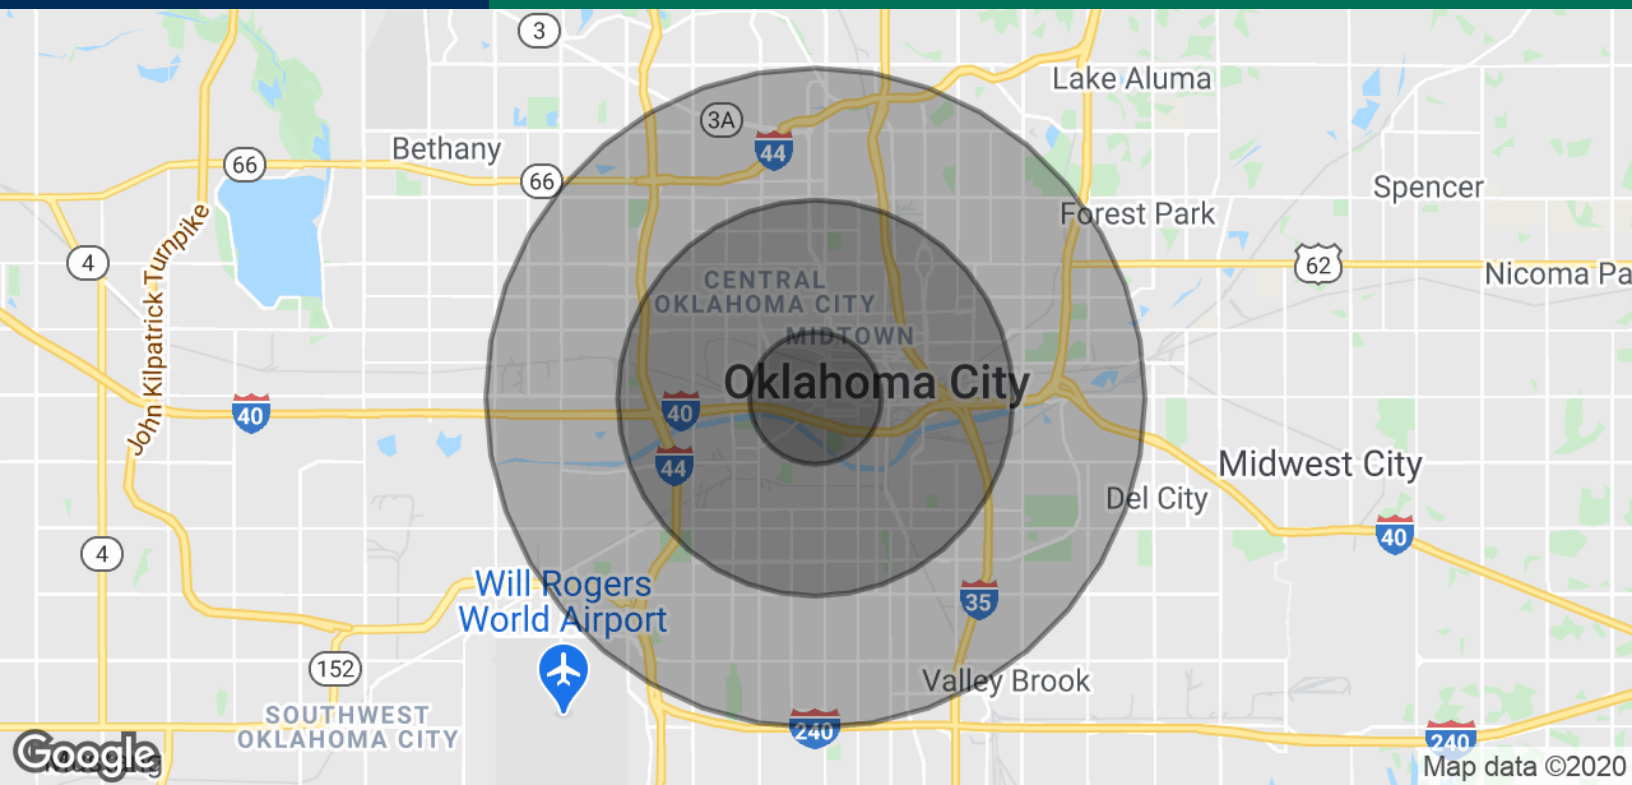 3
Lake Aluma
3A
Bethany
44
66
66
Spencer
Forest Park
John Kilpatrick Turnpike
4
62
Nicoma Pa
CENTRAL
OKLAHOMA CITY
MIDTOWN
Oklahoma City
40
40
44
Midwest City
Del City
40
4
Will Rogers
World Airport
35
152
Valley Brook
SOUTHWEST
OKLAHOMA CITY
240
240
Google
Map data ©2020